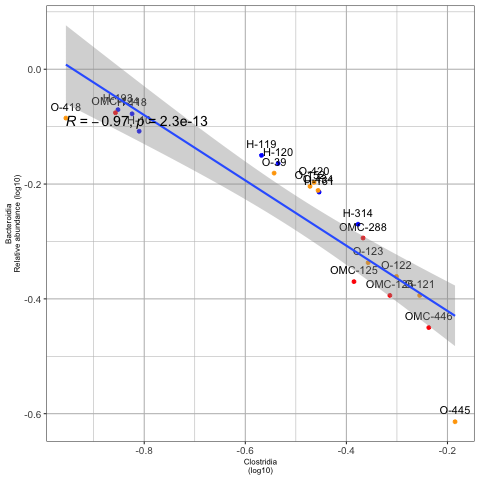 0.0
-0.2
-0.4
-0.6
Bacteroidia
Relative abundance (log10)
O-418
R = −0.97, p = 2.3e-13
H-119
H-120
O-39
O-420
H-161
H-314
OMC-288
O-123
OMC-125
O-122
O-121
OMC-446
O-445
-0.8
-0.6
-0.4
-0.2
Clostridia
(log10)